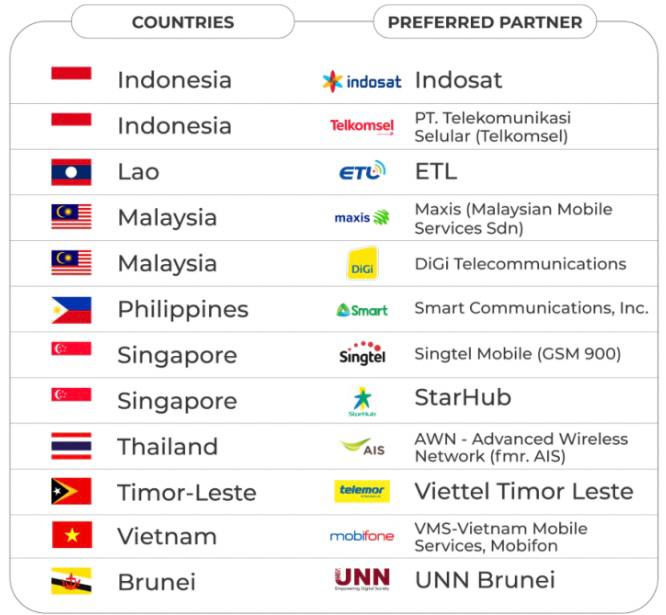 COUNTRIES PREFERRED PARTNER
Indonesia indosat Indosat
Indonesia Telkomsel PT. Telekomunikasi
Selular (Telkomsel)
Lao ETL ETL
Malaysia maxis Maxis (Malaysian Mobile
Services Sdn)
Malaysia DiGi DiGi Telecommunications
Philippines Smart Smart Communications, Inc.
Singapore Singtel Singtel Mobile (GSM 900)
Singapore StarHub StarHub
Thailand AIS AWN - Advanced Wireless
Network (fmr. AIS)
Timor-Leste telemor Viettel Timor Leste
Vietnam mobifone VMS-Vietnam Mobile
Services, Mobifon
Brunei UNN UNN Brunei
Empowering Digital Society